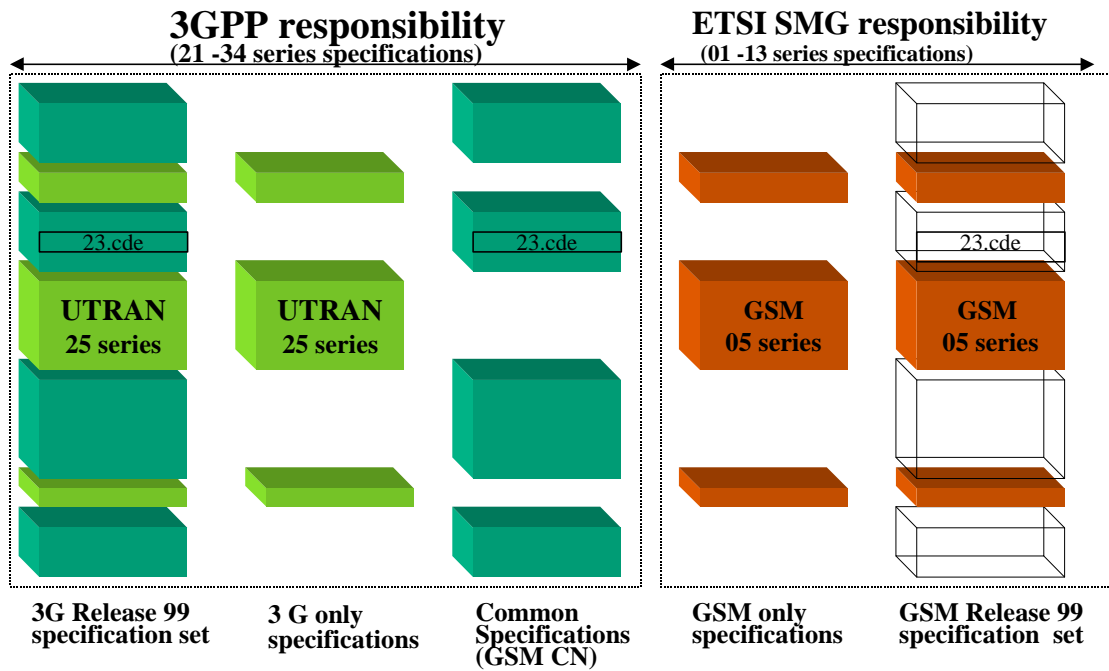 3GPP responsibility
(21 -34 series specifications)
ETSI SMG responsibility
(01 -13 series specifications)
23.cde
23.cde
23.cde
UTRAN
25 series
UTRAN
25 series
GSM
05 series
GSM
05 series
3G Release 99
specification set
3 G only
specifications
Common
Specifications
(GSM CN)
GSM only
specifications
GSM Release 99
specification set